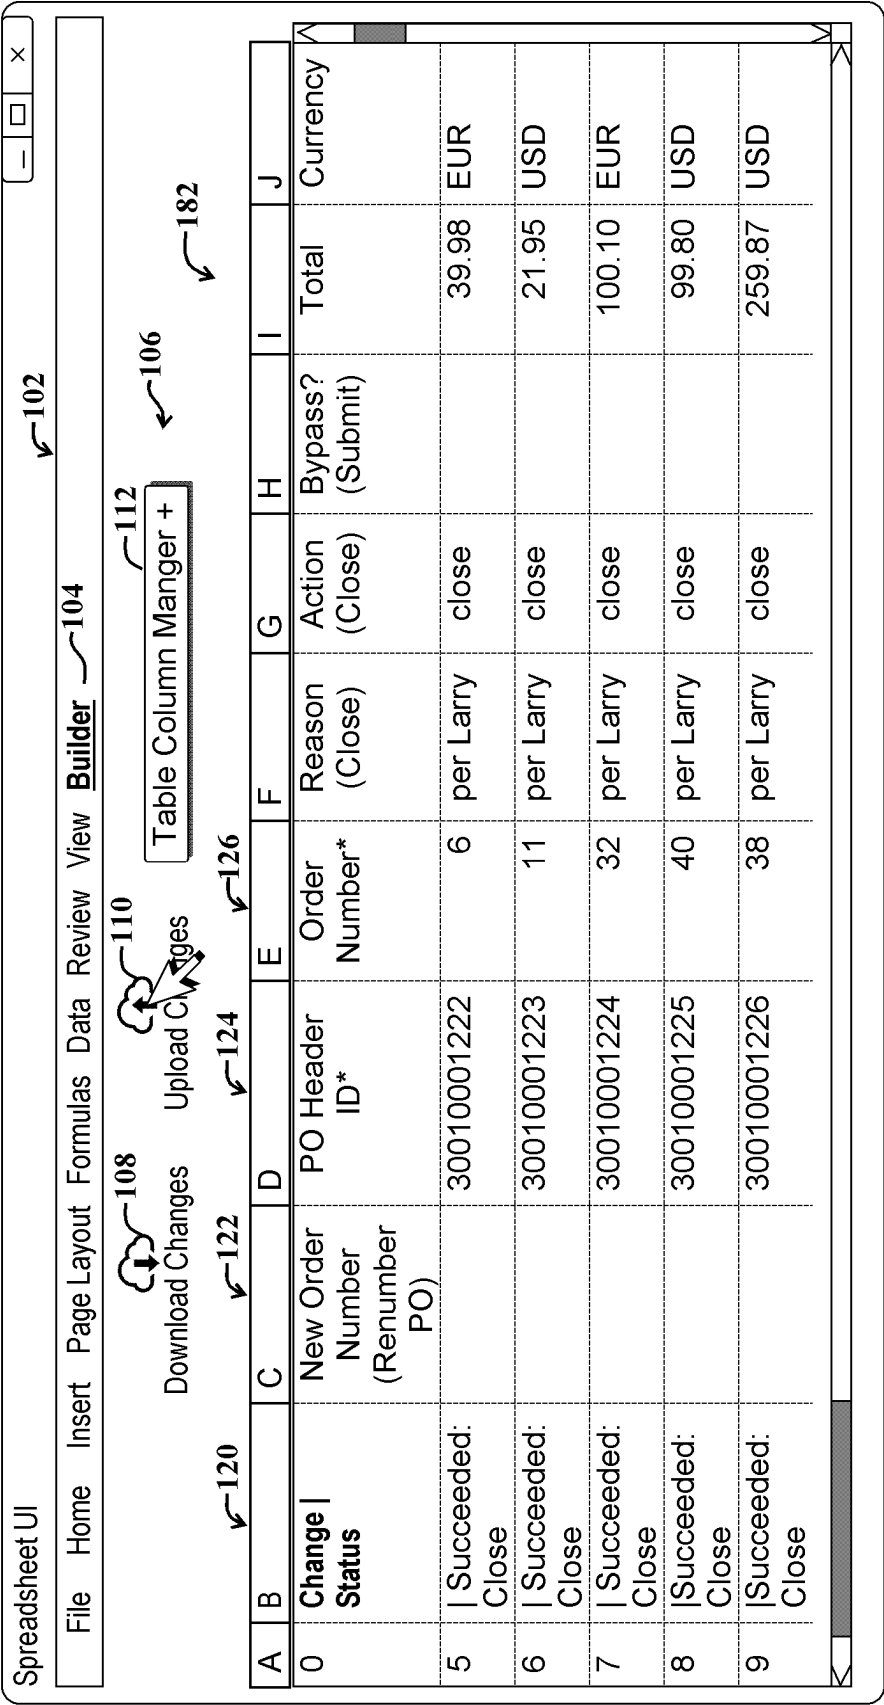 Spreadsheet UI
– □ ×
102
File Home Insert Page Layout Formulas Data Review View Builder 104
108 110 112 106
Download Changes Upload Changes Table Column Manger +
120 122 124 126 182
A B C D E F G H I J
0 Change | Status New Order Number (Renumber PO) PO Header ID* Order Number* Reason (Close) Action (Close) Bypass? (Submit) Total Currency
5 | Succeeded: Close 30010001222 6 per Larry close 39.98 EUR
6 | Succeeded: Close 30010001223 11 per Larry close 21.95 USD
7 | Succeeded: Close 30010001224 32 per Larry close 100.10 EUR
8 |Succeeded: Close 30010001225 40 per Larry close 99.80 USD
9 |Succeeded: Close 30010001226 38 per Larry close 259.87 USD